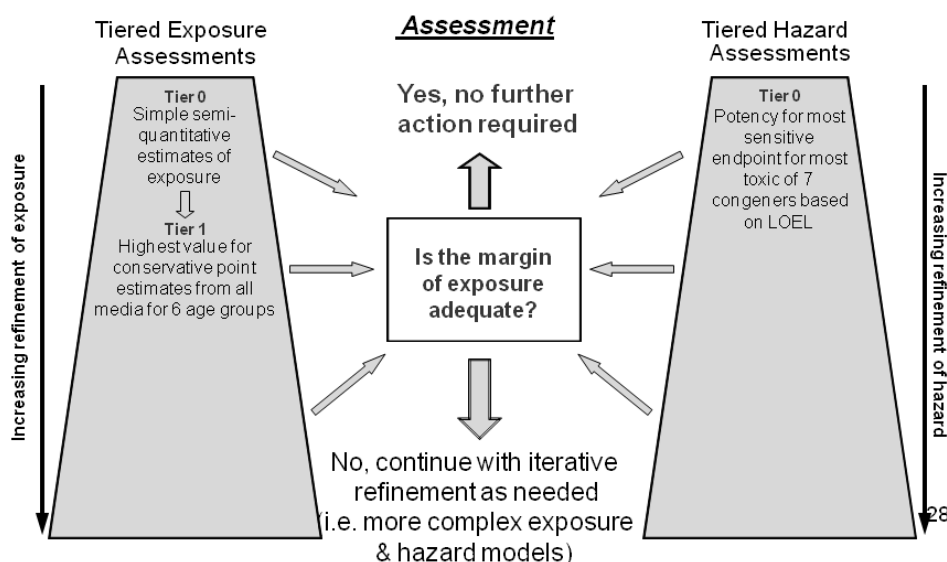 Tiered Exposure
Assessments
Assessment
Tiered Hazard
Assessments
Increasing refinement of exposure
Tier 0
Simple semi-
quantitative
estimates of
exposure
Tier 1
Highest value for
conservative point
estimates from all
media for 6 age groups
Yes, no further
action required
Is the margin
of exposure
adequate?
No, continue with iterative
refinement as needed
(i.e. more complex exposure
& hazard models)
Tier 0
Potency for most
sensitive
endpoint for most
toxic of 7
congeners based
on LOEL
Increasing refinement of hazard
28